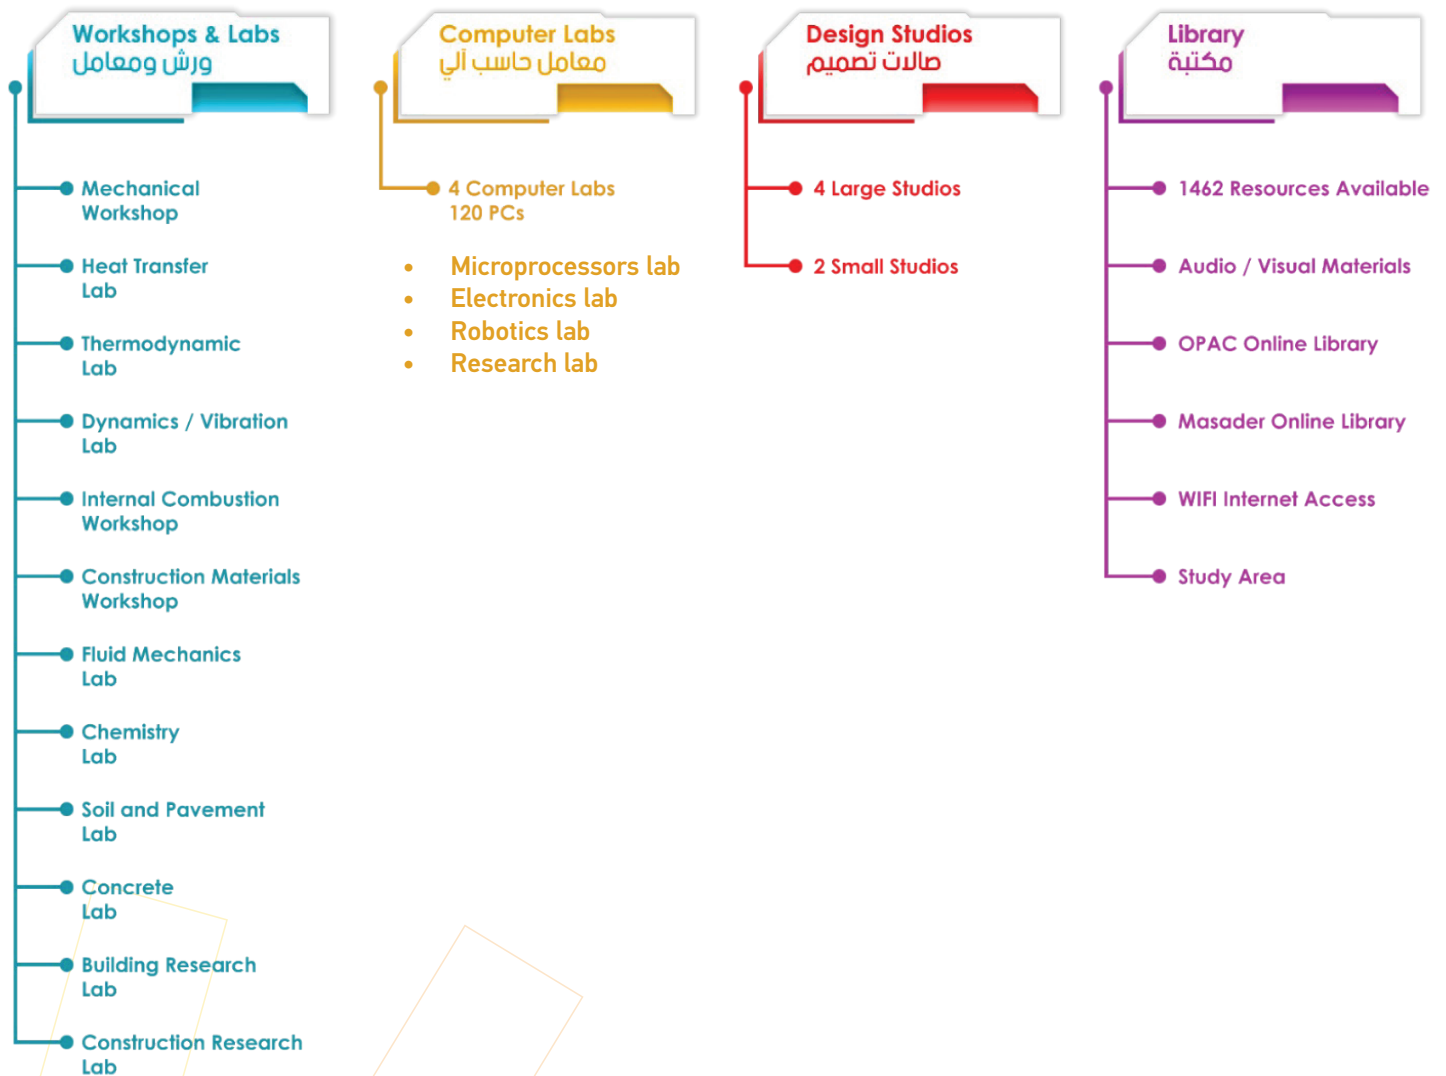 Workshops & Labs
ورش ومعامل
Mechanical
Workshop
Heat Transfer
Lab
Thermodynamic
Lab
Dynamics / Vibration
Lab
Internal Combustion
Workshop
Construction Materials
Workshop
Fluid Mechanics
Lab
Chemistry
Lab
Soil and Pavement
Lab
Concrete
Lab
Building Research
Lab
Construction Research
Lab
Computer Labs
معامل حاسب آلي
4 Computer Labs
120 PCs
• Microprocessors lab
• Electronics lab
• Robotics lab
• Research lab
Design Studios
صالات تصميم
4 Large Studios
2 Small Studios
Library
مكتبة
1462 Resources Available
Audio / Visual Materials
OPAC Online Library
Masader Online Library
WIFI Internet Access
Study Area